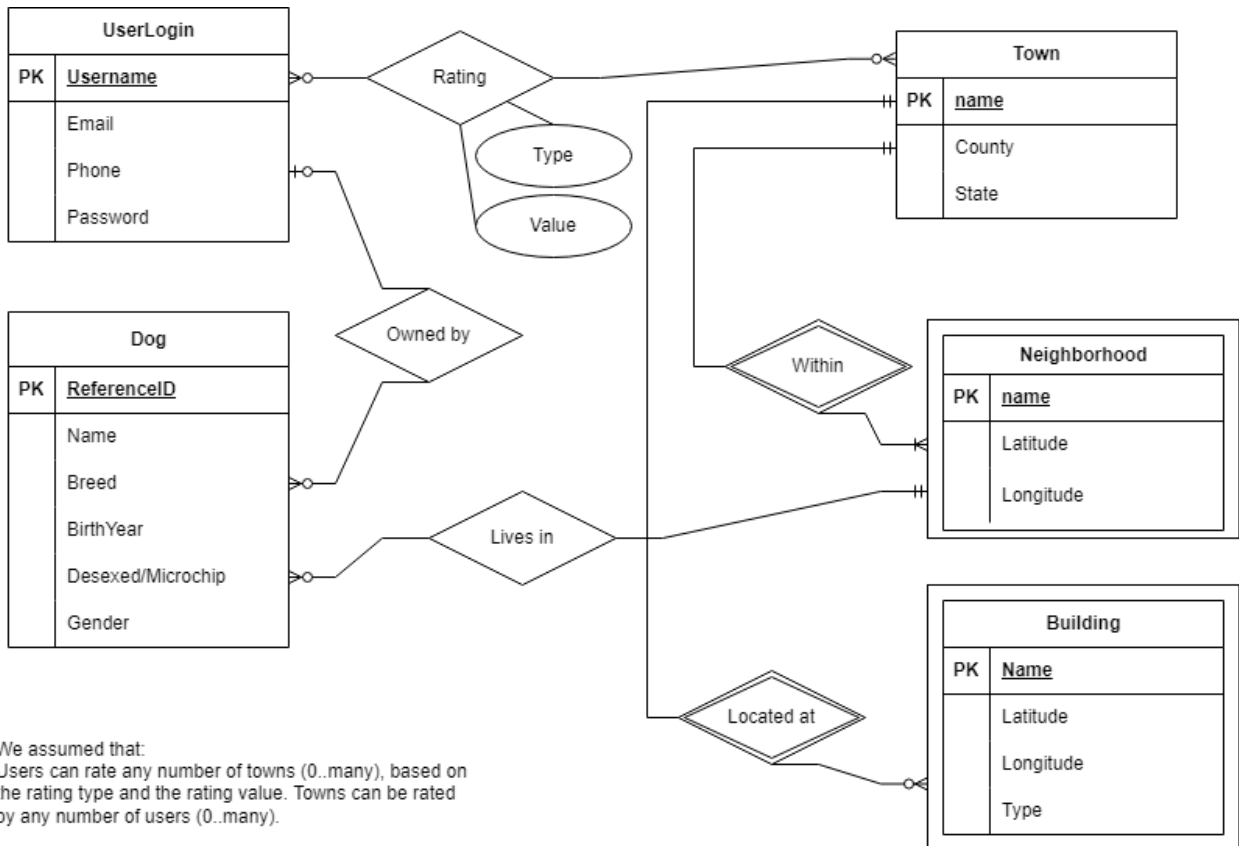 UserLogin
PK Username
Email
Phone
Password
Rating
Type
Value
Town
PK name
County
State
Owned by
Dog
PK ReferenceID
Name
Breed
BirthYear
Desexed/Microchip
Gender
Within
Neighborhood
PK name
Latitude
Longitude
Lives in
Located at
Building
PK Name
Latitude
Longitude
Type
We assumed that:
Users can rate any number of towns (0..many), based on
the rating type and the rating value. Towns can be rated
by any number of users (0..many).